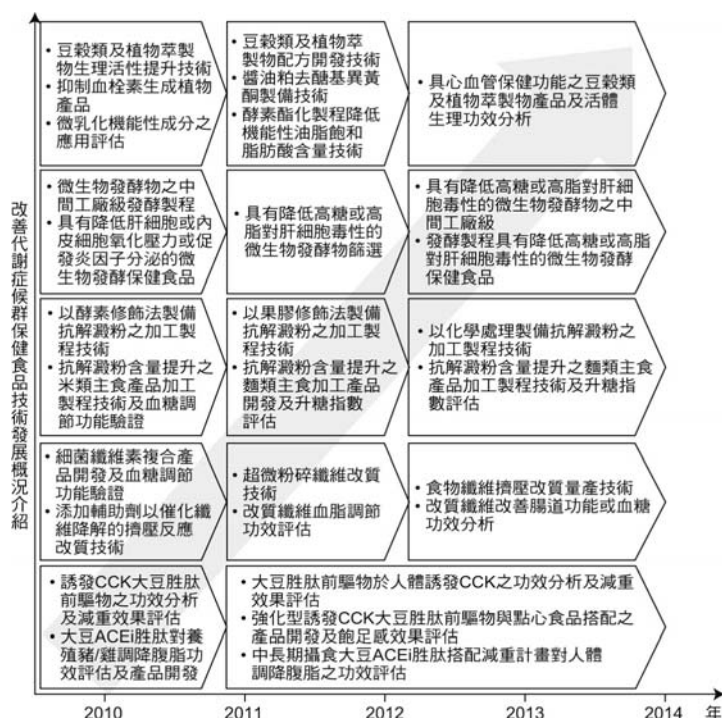 改善代謝症候群保健食品技術發展概況介紹
• 豆穀類及植物萃製
物生理活性提升技術
• 抑制血栓素生成植物
產品
• 微乳化機能性成分之
應用評估
• 豆穀類及植物萃
製物配方開發技術
• 醬油粕去醣基異黃
酮製備技術
• 酵素酯化製程降低
機能性油脂飽和
脂肪酸含量技術
• 具心血管保健功能之豆穀類
及植物萃製物產品及活體
生理功效分析
• 微生物發酵物之中
間工廠級發酵製程
• 具有降低肝細胞或內
皮細胞氧化壓力或促
發炎因子分泌的微
生物發酵保健食品
• 具有降低高糖或高
脂對肝細胞毒性的
微生物發酵物篩選
• 具有降低高糖或高脂對肝細
胞毒性的微生物發酵物之中
間工廠級
• 發酵製程具有降低高糖或高脂
對肝細胞毒性的微生物發酵
保健食品
• 以酵素修飾法製備
抗解澱粉之加工製
程技術
• 抗解澱粉含量提升之
米類主食產品加工
製程技術及血糖調
節功能驗證
• 以果膠修飾法製備
抗解澱粉之加工製
程技術
• 抗解澱粉含量提升之
麵類主食加工產品
開發及升糖指數
評估
• 以化學處理製備抗解澱粉之
加工製程技術
• 抗解澱粉含量提升之麵類主食
產品加工製程技術及升糖指
數評估
• 細菌纖維素複合產
品開發及血糖調節
功能驗證
• 添加輔助劑以催化纖
維降解的擠壓反應
改質技術
• 超微粉碎纖維改質
技術
• 改質纖維血脂調節
功效評估
• 食物纖維擠壓改質量產技術
• 改質纖維改善腸道功能或血糖
功效分析
• 誘發CCK大豆胜肽
前驅物之功效分析
及減重效果評估
• 大豆ACEi胜肽對養
殖豬/雞調降腹脂功
效評估及產品開發
• 大豆胜肽前驅物於人體誘發CCK之功效分析及減重
效果評估
• 強化型誘發CCK大豆胜肽前驅物與點心食品搭配之
產品開發及飽足感效果評估
• 中長期攝食大豆ACEi胜肽搭配減重計畫對人體
調降腹脂之功效評估
2010 2011 2012 2013 2014 年